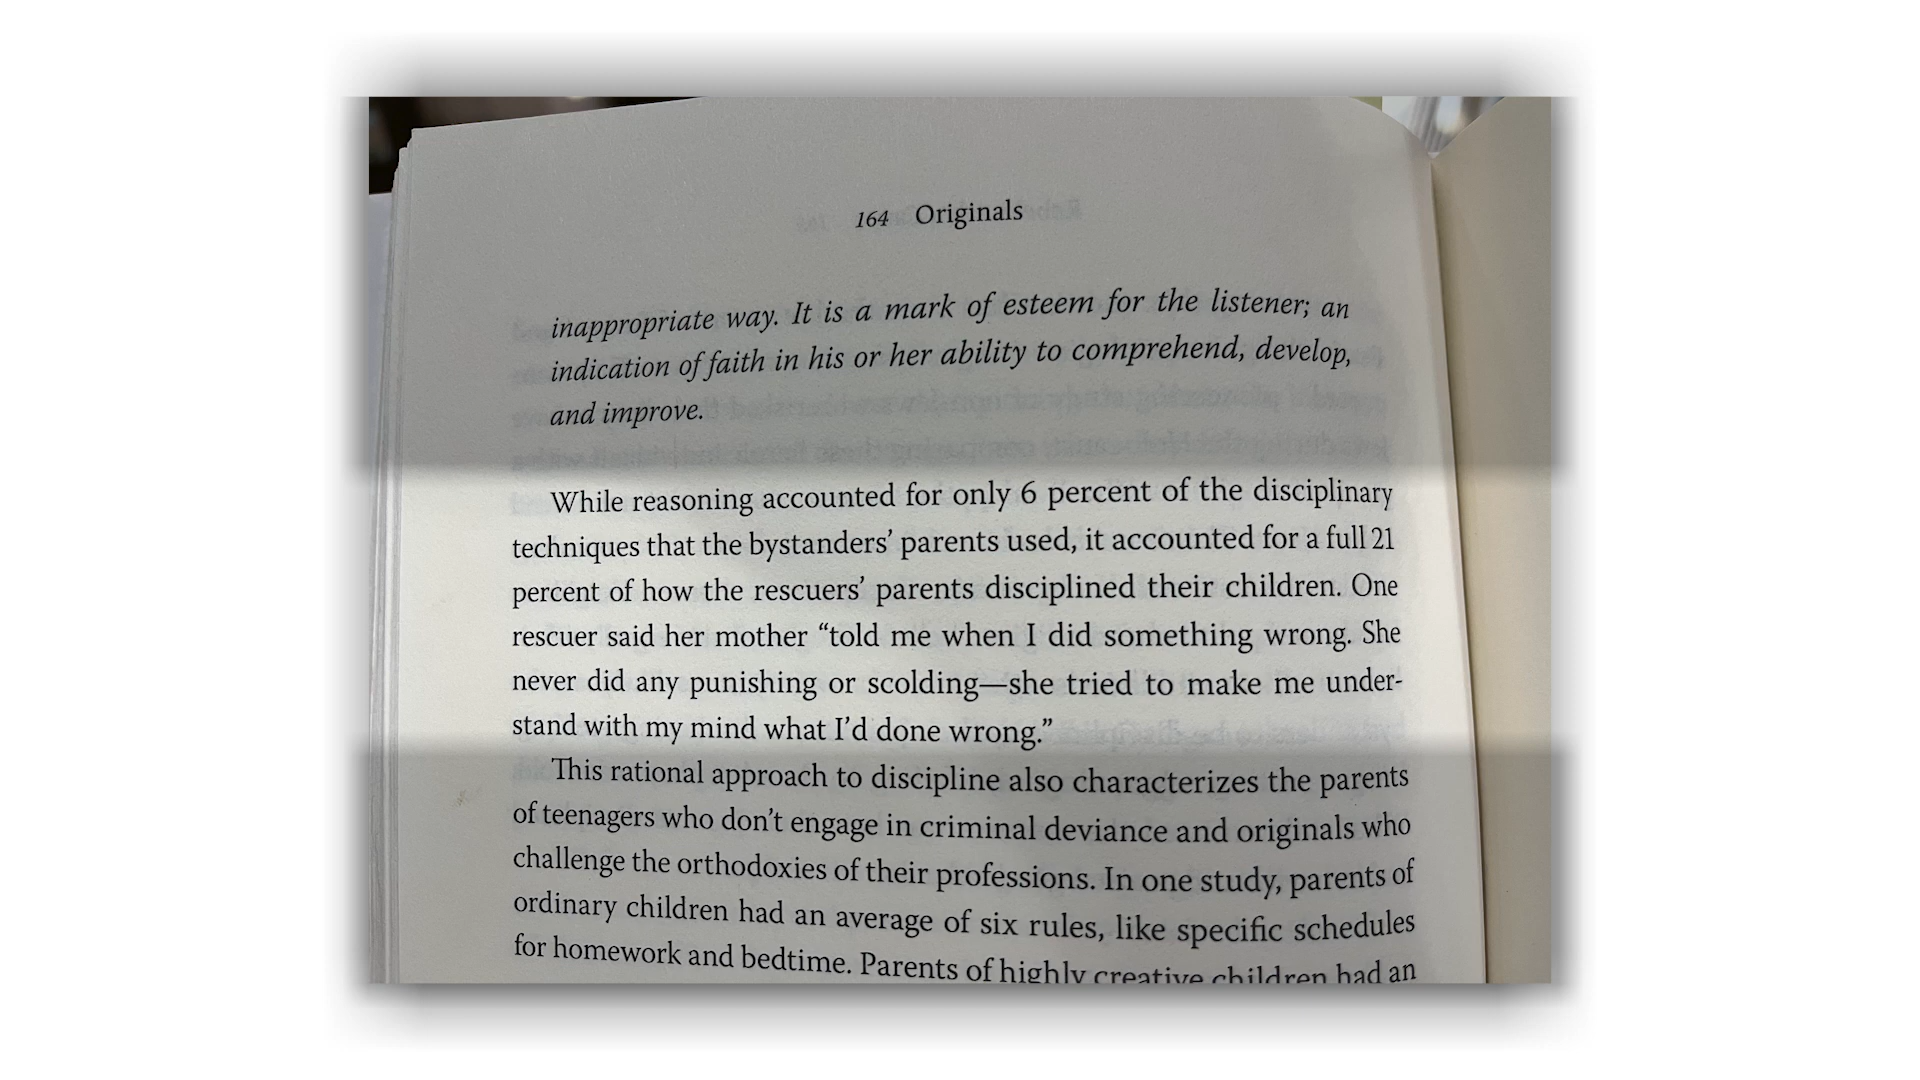 164 Originals
inappropriate way. It is a mark of esteem for the listener; an
indication of faith in his or her ability to comprehend, develop,
and improve.
While reasoning accounted for only 6 percent of the disciplinary
techniques that the bystanders’ parents used, it accounted for a full 21
percent of how the rescuers’ parents disciplined their children. One
rescuer said her mother “told me when I did something wrong. She
never did any punishing or scolding—she tried to make me under-
stand with my mind what I’d done wrong.”
This rational approach to discipline also characterizes the parents
of teenagers who don’t engage in criminal deviance and originals who
challenge the orthodoxies of their professions. In one study, parents of
ordinary children had an average of six rules, like specific schedules
for homework and bedtime. Parents of highly creative children had an